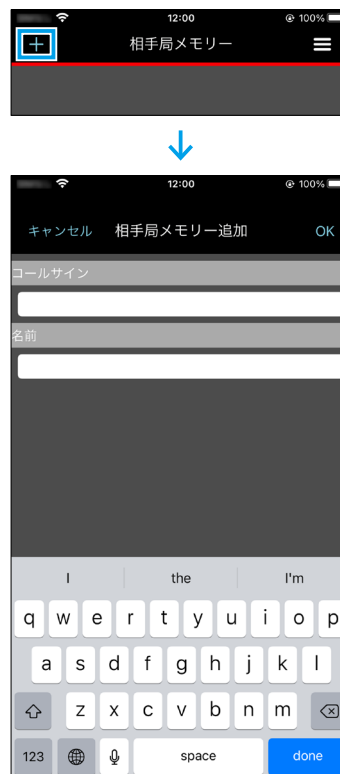 12:00 100%
+ 相手局メモリー
12:00 100%
キャンセル 相手局メモリー追加 OK
コールサイン
名前
I the I'm
q w e r t y u i o p
a s d f g h j k l
z x c v b n m
123 space done